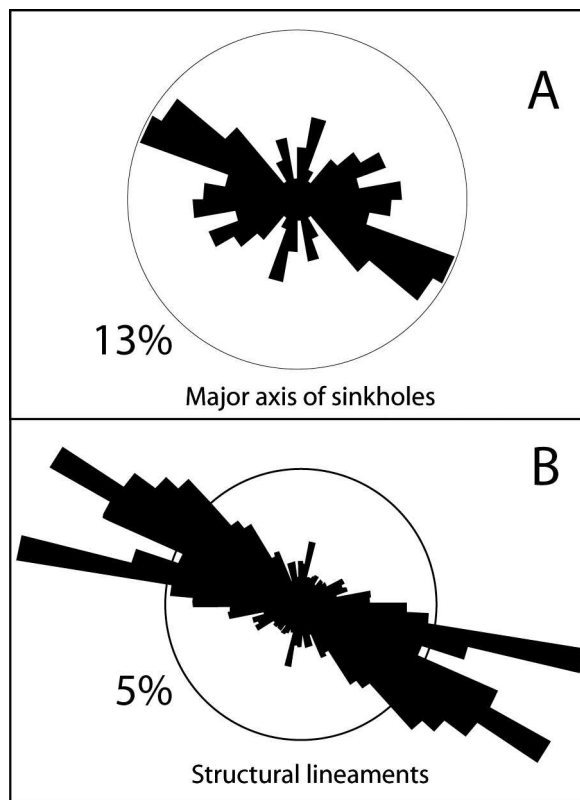 A
13%
Major axis of sinkholes
B
5%
Structural lineaments